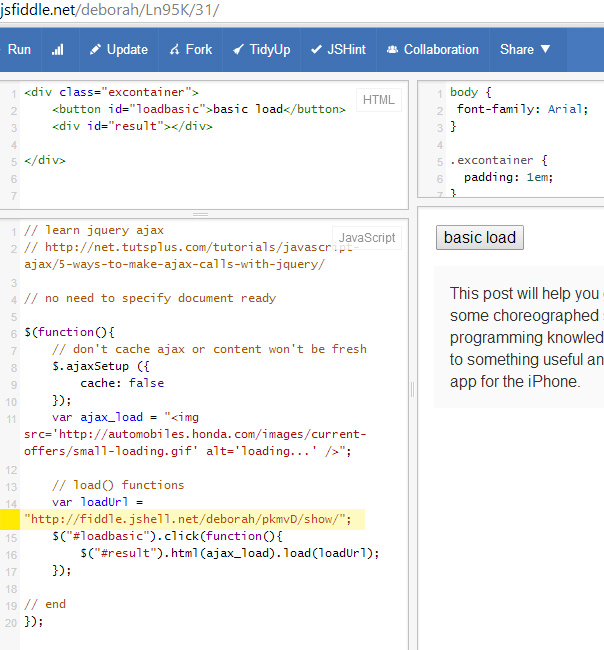 jsfiddle.net/deborah/Ln95K/31/
Run Update Fork TidyUp JSHint Collaboration Share ▼
HTML
1 <div class="excontainer">
2 <button id="loadbasic">basic load</button>
3 <div id="result"></div>
4
5 </div>
6
7
1 body {
2 font-family: Arial;
3 }
4
5 .excontainer {
6 padding: 1em;
7 }
JavaScript
1 // learn jquery ajax
2 // http://net.tutsplus.com/tutorials/javascript-
ajax/5-ways-to-make-ajax-calls-with-jquery/
3
4 // no need to specify document ready
5
6 $(function(){
7 // don't cache ajax or content won't be fresh
8 $.ajaxSetup ({
9 cache: false
10 });
11 var ajax_load = "<img
src='http://automobiles.honda.com/images/current-
offers/small-loading.gif' alt='loading...' />";
12
13 // load() functions
14 var loadUrl =
"http://fiddle.jshell.net/deborah/pkmvD/show/";
15 $("#loadbasic").click(function(){
16 $("#result").html(ajax_load).load(loadUrl);
17 });
18
19 // end
20 });
basic load
This post will help you
some choreographed
programming knowled
to something useful an
app for the iPhone.